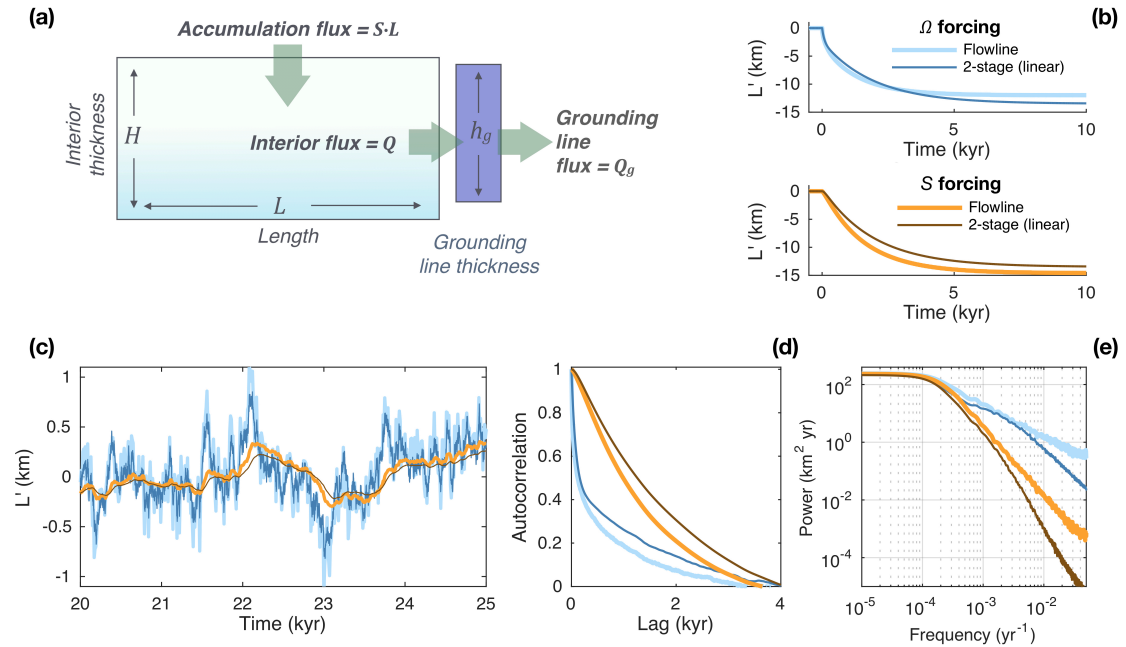 (a)
Accumulation flux = S·L
Interior
thickness
H
Interior flux = Q
h_g
Grounding
line
flux = Q_g
L
Length
Grounding
line thickness
(b)
Ω forcing
Flowline
2-stage (linear)
L' (km)
0
-5
-10
-15
0
5
10
Time (kyr)
S forcing
Flowline
2-stage (linear)
L' (km)
0
-5
-10
-15
0
5
10
Time (kyr)
(c)
L' (km)
1
0.5
0
-0.5
-1
20
21
22
23
24
25
Time (kyr)
(d)
Autocorrelation
1
0.8
0.6
0.4
0.2
0
0
2
4
Lag (kyr)
(e)
Power (km² yr)
10²
10⁰
10⁻²
10⁻⁴
10⁻⁵
10⁻⁴
10⁻³
10⁻²
Frequency (yr⁻¹)